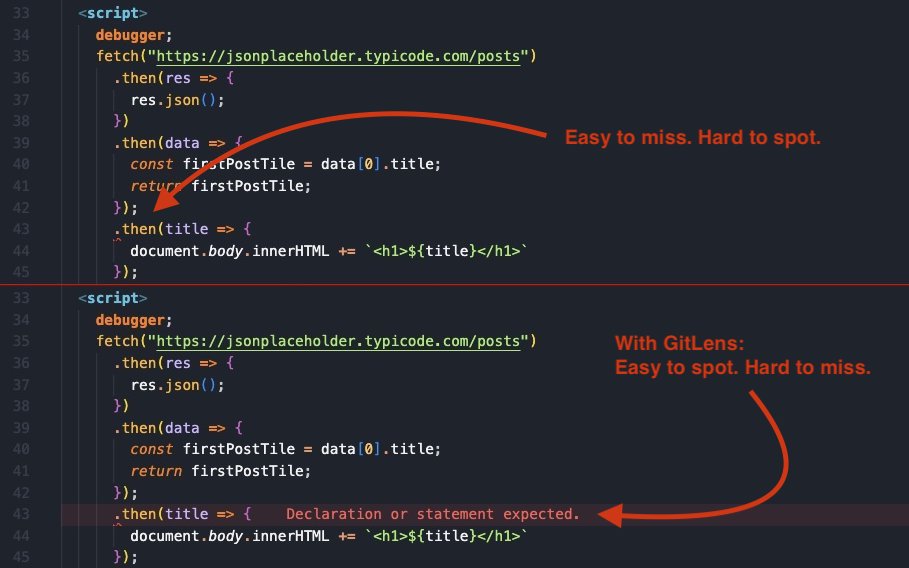 33 <script>
34 debugger;
35 fetch("https://jsonplaceholder.typicode.com/posts")
36 .then(res => {
37 res.json();
38 })
39 .then(data => {
Easy to miss. Hard to spot.
40 const firstPostTile = data[0].title;
41 return firstPostTile;
42 });
43 .then(title => {
44 document.body.innerHTML += `<h1>${title}</h1>`
45 });
33 <script>
34 debugger;
35 fetch("https://jsonplaceholder.typicode.com/posts")
With GitLens:
36 .then(res => {
Easy to spot. Hard to miss.
37 res.json();
38 })
39 .then(data => {
40 const firstPostTile = data[0].title;
41 return firstPostTile;
42 });
43 .then(title => { Declaration or statement expected.
44 document.body.innerHTML += `<h1>${title}</h1>`
45 });